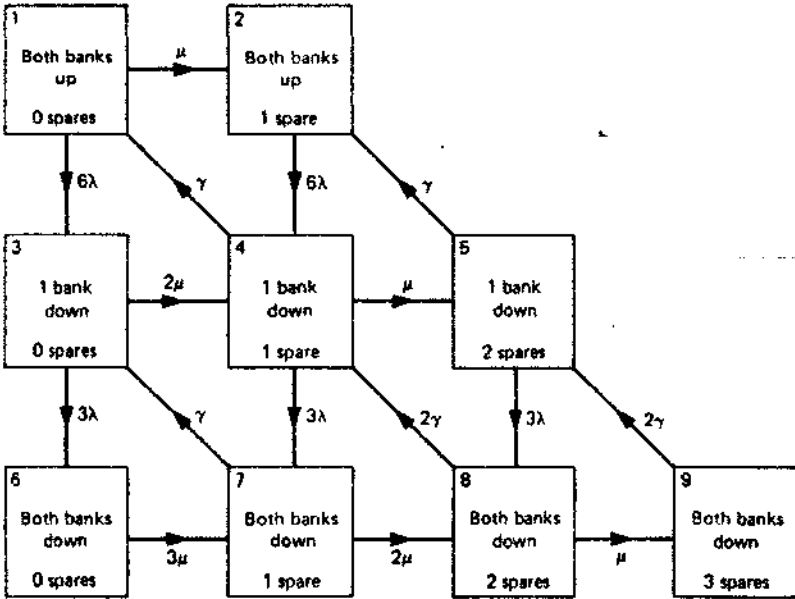 1
Both banks
up
0 spares
μ
2
Both banks
up
1 spare
6λ
γ
6λ
γ
3
1 bank
down
0 spares
2μ
4
1 bank
down
1 spare
μ
5
1 bank
down
2 spares
3λ
γ
3λ
2γ
3λ
2γ
6
Both banks
down
0 spares
3μ
7
Both banks
down
1 spare
2μ
8
Both banks
down
2 spares
μ
9
Both banks
down
3 spares